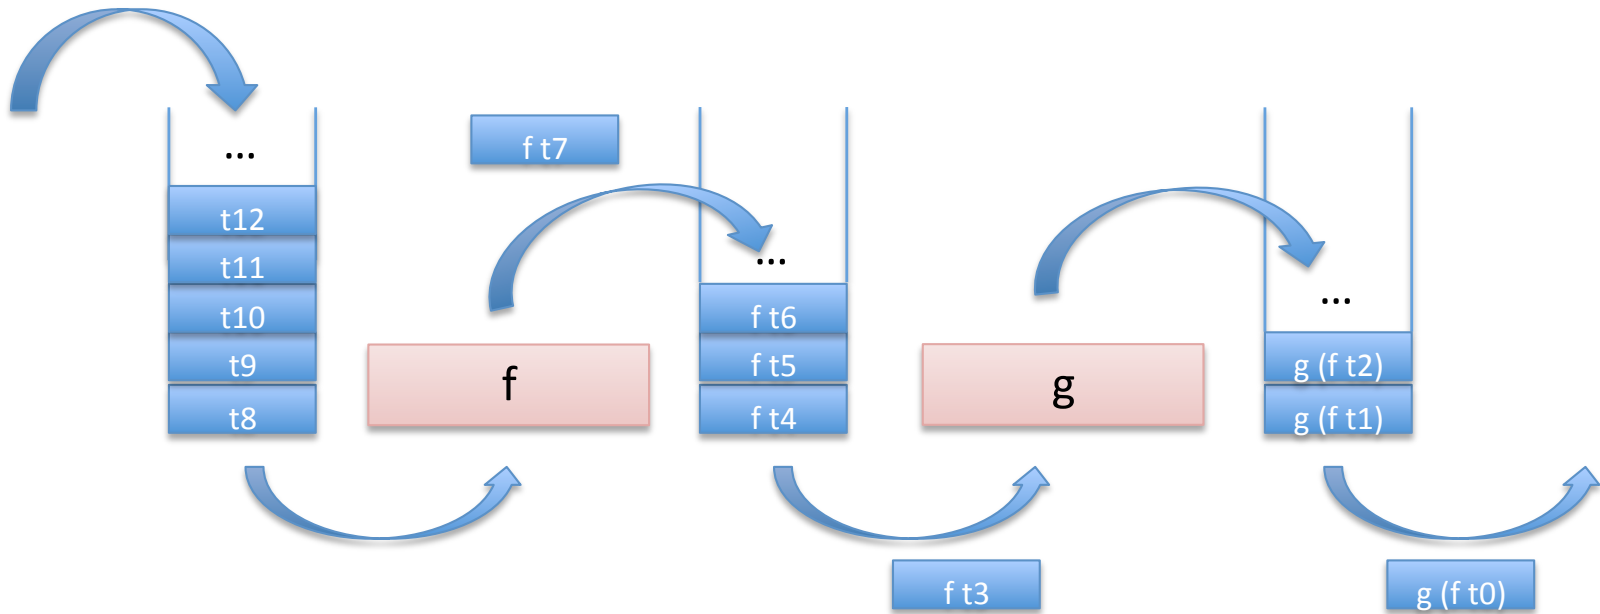 ...
t12
t11
t10
t9
t8
f
f t7
...
f t6
f t5
f t4
f t3
g
...
g (f t2)
g (f t1)
g (f t0)